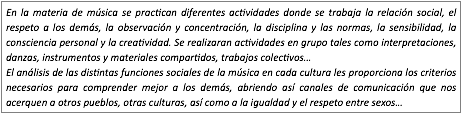 En la materia de música se practican diferentes actividades donde se trabaja la relación social, el
respeto a los demás, la observación y concentración, la disciplina y las normas, la sensibilidad, la
consciencia personal y la creatividad. Se realizaran actividades en grupo tales como interpretaciones,
danzas, instrumentos y materiales compartidos, trabajos colectivos…
El análisis de las distintas funciones sociales de la música en cada cultura les proporciona los criterios
necesarios para comprender mejor a los demás, abriendo así canales de comunicación que nos
acerquen a otros pueblos, otras culturas, así como a la igualdad y el respeto entre sexos…